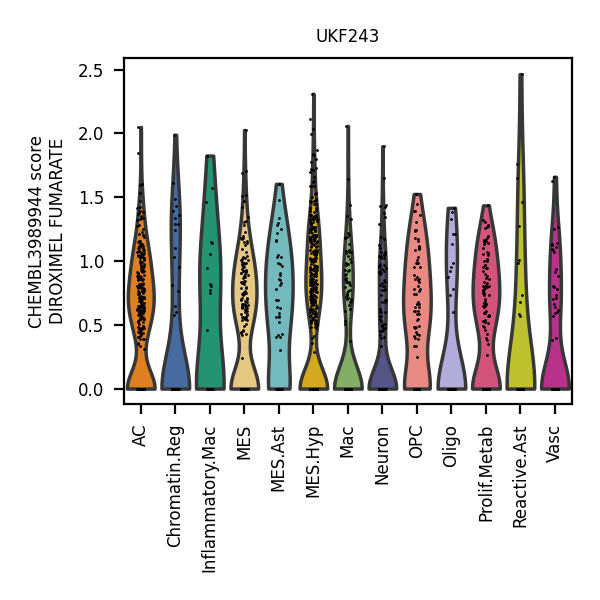 UKF243
CHEMBL3989944 score
DIROXIMEL FUMARATE
2.5
2.0
1.5
1.0
0.5
0.0
AC
Chromatin.Reg
Inflammatory.Mac
MES
MES.Ast
MES.Hyp
Mac
Neuron
OPC
Oligo
Prolif.Metab
Reactive.Ast
Vasc